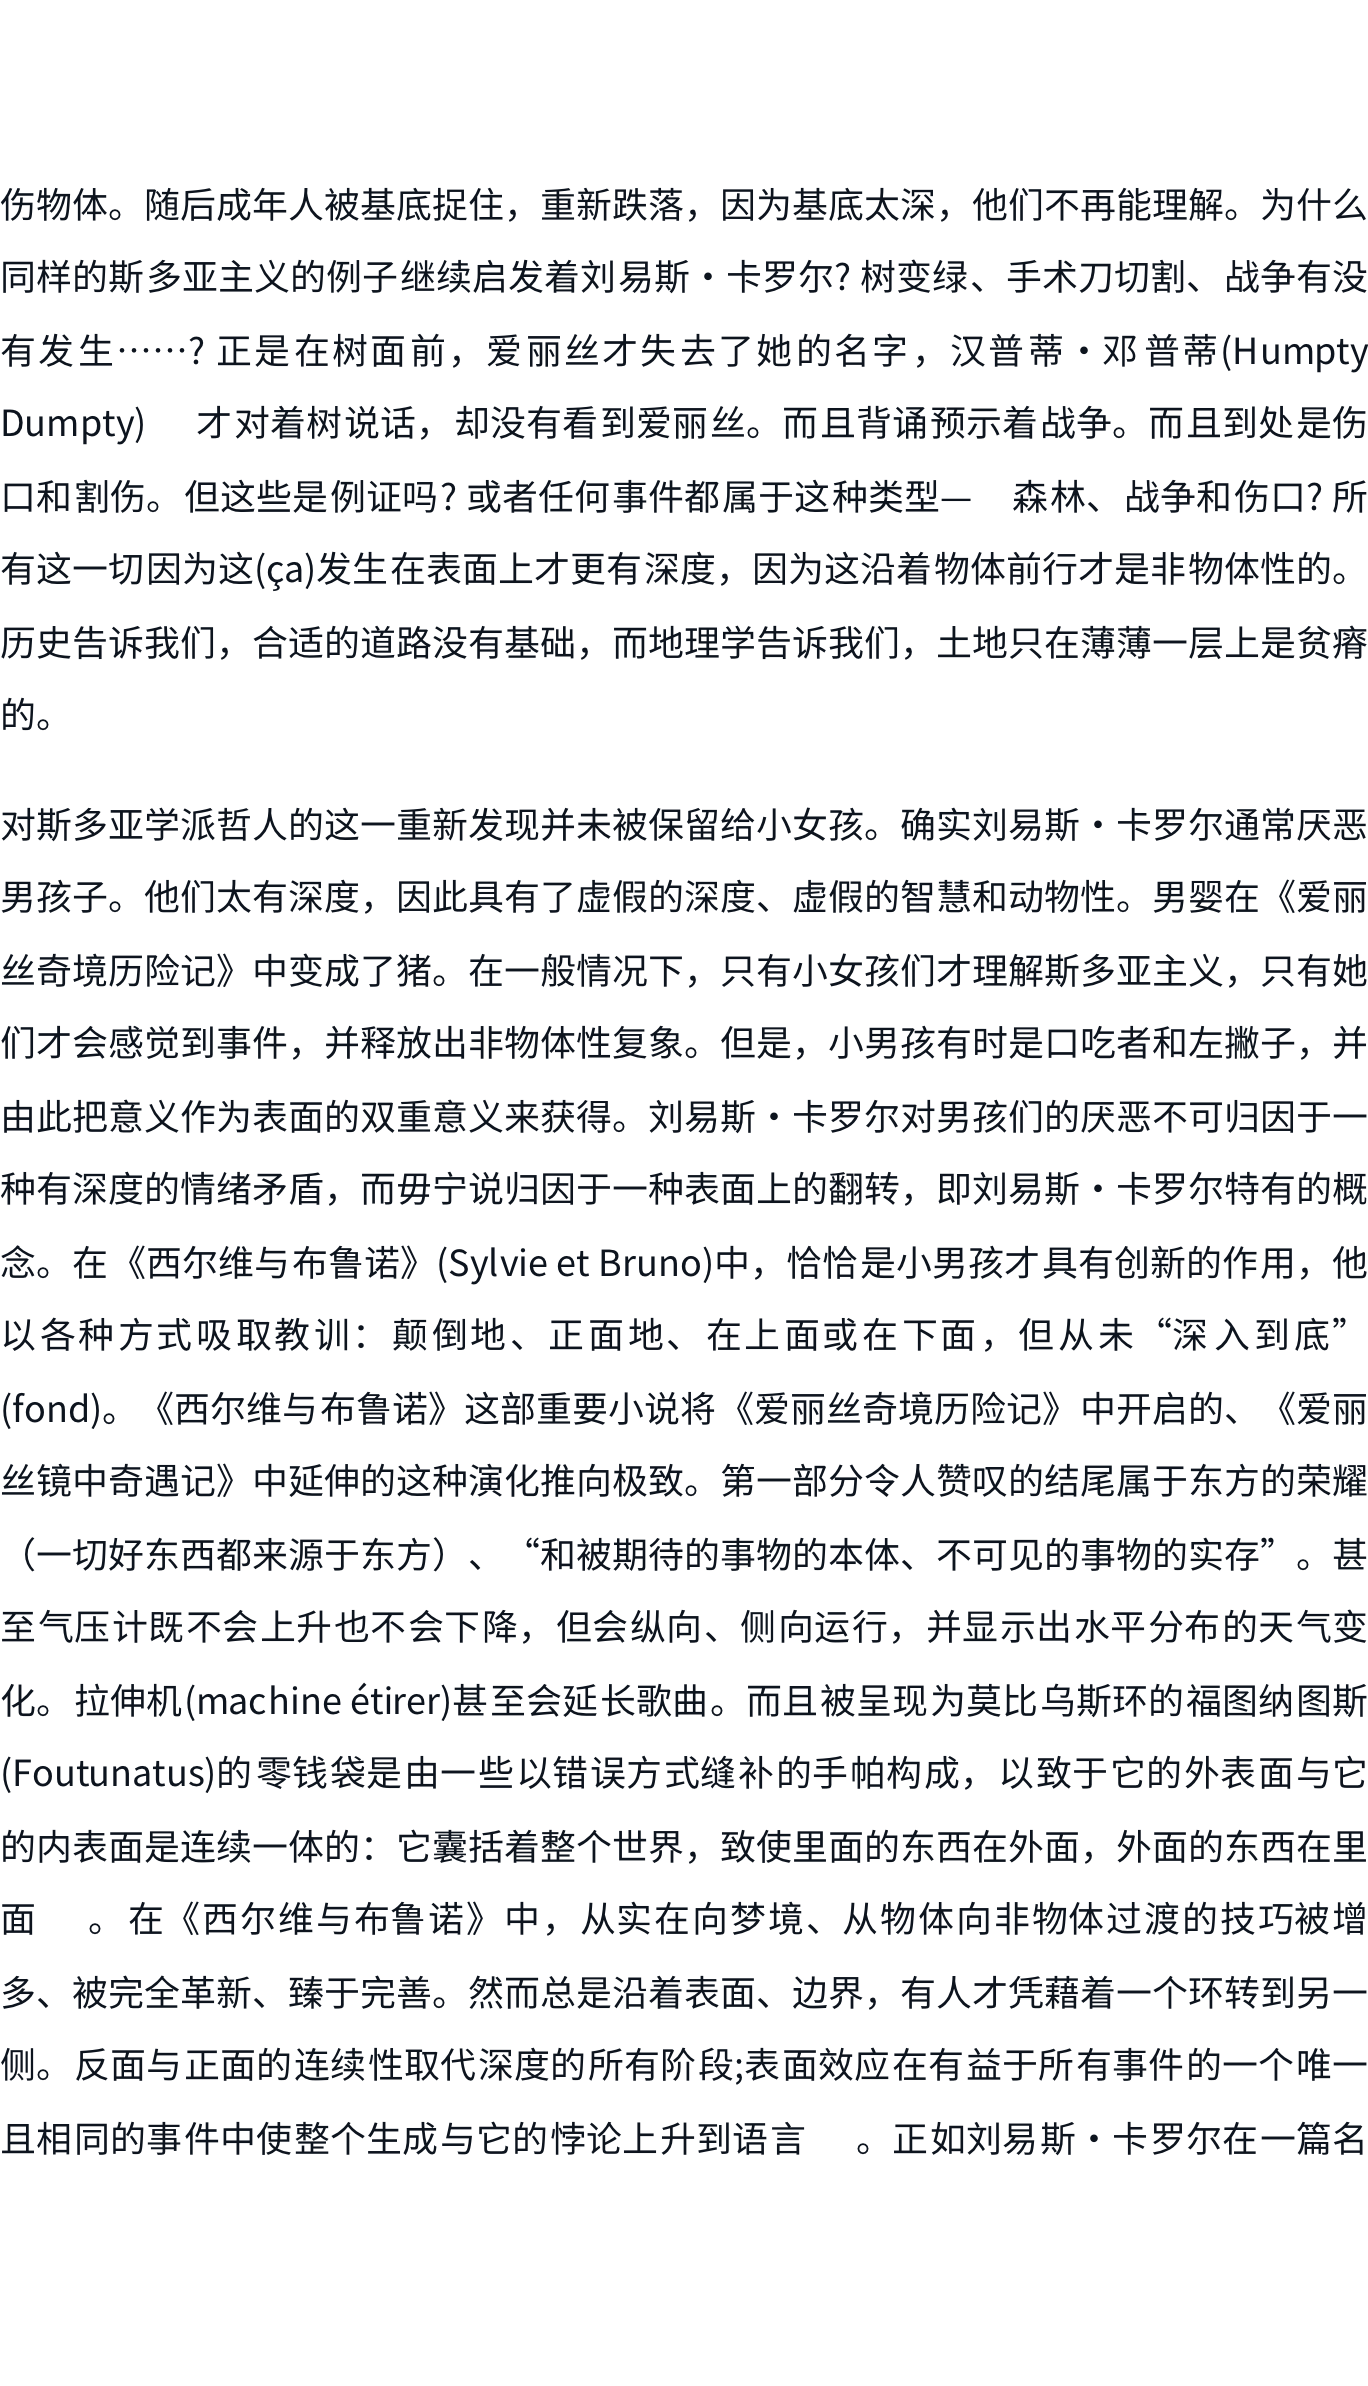 伤物体。随后成年人被基底捉住，重新跌落，因为基底太深，他们不再能理解。为什么
同样的斯多亚主义的例子继续启发着刘易斯·卡罗尔? 树变绿、手术刀切割、战争有没
有发生……? 正是在树面前，爱丽丝才失去了她的名字，汉普蒂·邓普蒂(Humpty
Dumpty) 才对着树说话，却没有看到爱丽丝。而且背诵预示着战争。而且到处是伤
口和割伤。但这些是例证吗? 或者任何事件都属于这种类型— 森林、战争和伤口? 所
有这一切因为这(ça)发生在表面上才更有深度，因为这沿着物体前行才是非物体性的。
历史告诉我们，合适的道路没有基础，而地理学告诉我们，土地只在薄薄一层上是贫瘠
的。
对斯多亚学派哲人的这一重新发现并未被保留给小女孩。确实刘易斯·卡罗尔通常厌恶
男孩子。他们太有深度，因此具有了虚假的深度、虚假的智慧和动物性。男婴在《爱丽
丝奇境历险记》中变成了猪。在一般情况下，只有小女孩们才理解斯多亚主义，只有她
们才会感觉到事件，并释放出非物体性复象。但是，小男孩有时是口吃者和左撇子，并
由此把意义作为表面的双重意义来获得。刘易斯·卡罗尔对男孩们的厌恶不可归因于一
种有深度的情绪矛盾，而毋宁说归因于一种表面上的翻转，即刘易斯·卡罗尔特有的概
念。在《西尔维与布鲁诺》(Sylvie et Bruno)中，恰恰是小男孩才具有创新的作用，他
以各种方式吸取教训：颠倒地、正面地、在上面或在下面，但从未“深入到底”
(fond)。《西尔维与布鲁诺》这部重要小说将《爱丽丝奇境历险记》中开启的、《爱丽
丝镜中奇遇记》中延伸的这种演化推向极致。第一部分令人赞叹的结尾属于东方的荣耀
（一切好东西都来源于东方）、“和被期待的事物的本体、不可见的事物的实存”。甚
至气压计既不会上升也不会下降，但会纵向、侧向运行，并显示出水平分布的天气变
化。拉伸机(machine étirer)甚至会延长歌曲。而且被呈现为莫比乌斯环的福图纳图斯
(Foutunatus)的零钱袋是由一些以错误方式缝补的手帕构成，以致于它的外表面与它
的内表面是连续一体的：它囊括着整个世界，致使里面的东西在外面，外面的东西在里
面 。在《西尔维与布鲁诺》中，从实在向梦境、从物体向非物体过渡的技巧被增
多、被完全革新、臻于完善。然而总是沿着表面、边界，有人才凭藉着一个环转到另一
侧。反面与正面的连续性取代深度的所有阶段;表面效应在有益于所有事件的一个唯一
且相同的事件中使整个生成与它的悖论上升到语言 。正如刘易斯·卡罗尔在一篇名